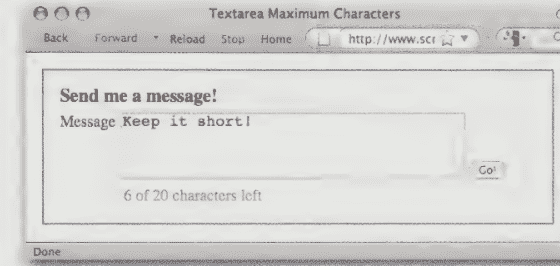 Textarea Maximum Characters
Back Forward Reload Stop Home http://www.scr
Send me a message!
Message Keep it short!
Go!
6 of 20 characters left
Done